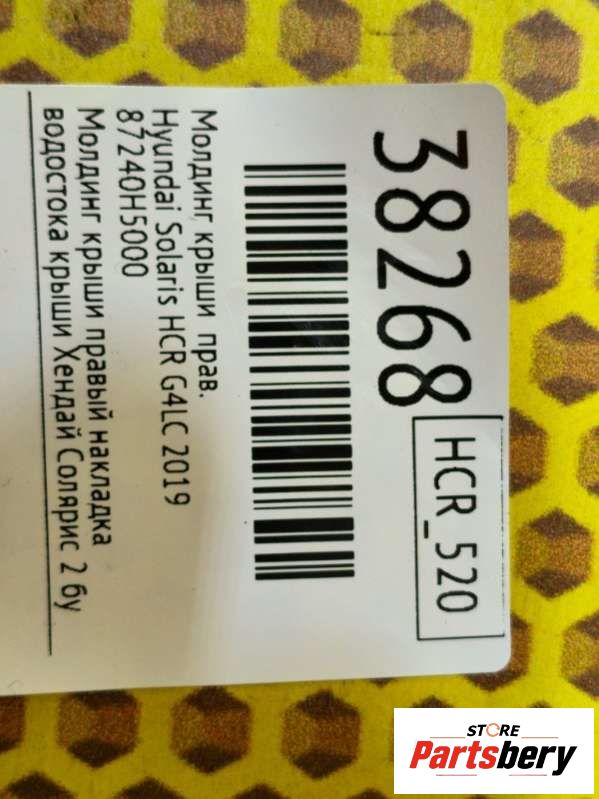 38268
HCR_520
Молдинг крыши прав.
Hyundai Solaris HCR G4LC 2019
87240H5000
Молдинг крыши правый накладка
водостока крыши Хендай Солярис 2 бу
STORE
Partsbery